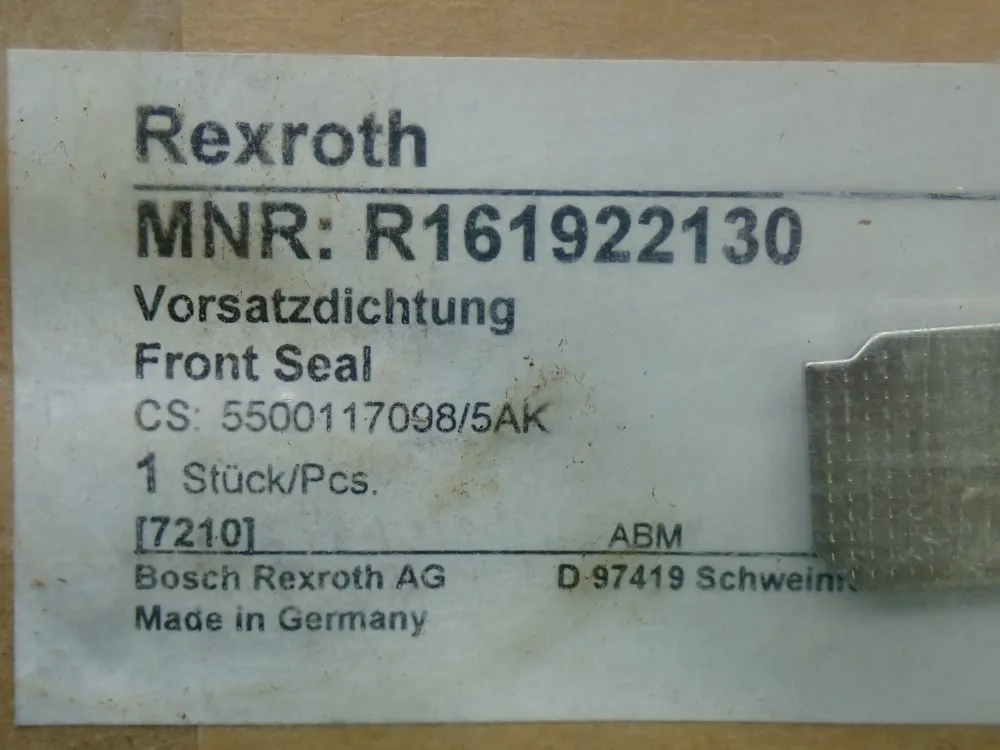 Rexroth
MNR: R161922130
Vorsatzdichtung
Front Seal
CS: 5500117098/5AK
1 Stück/Pcs.
[7210] ABM
Bosch Rexroth AG D-97419
Made in Germany